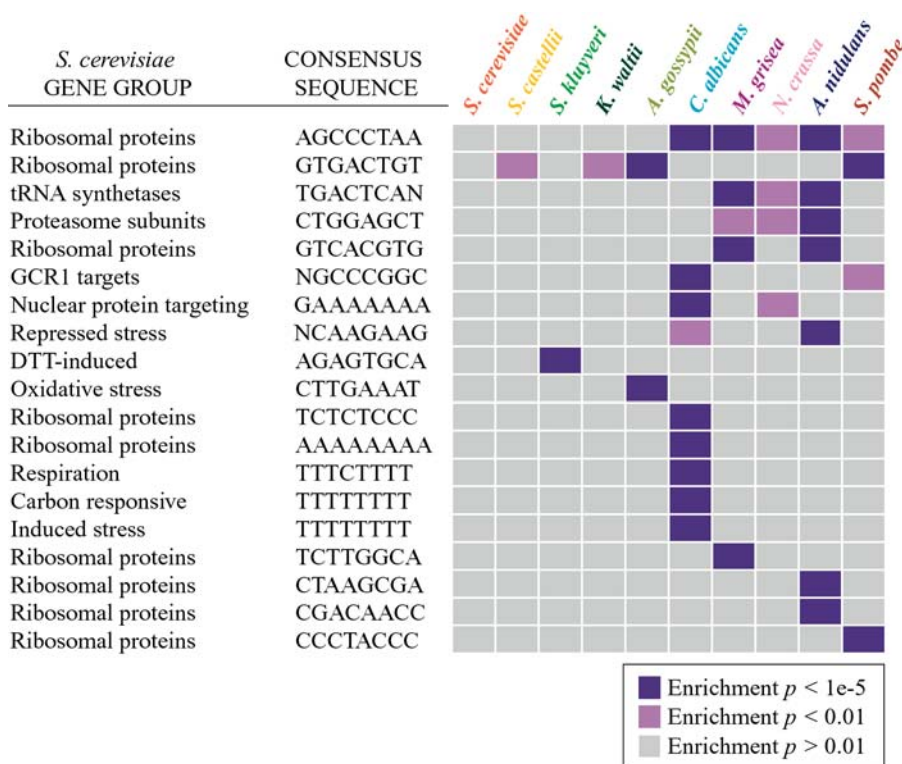 S. cerevisiae S. castellii S. kluyveri K. waltii A. gossypii C. albicans M. grisea N. crassa A. nidulans S. pombe
S. cerevisiae CONSENSUS
GENE GROUP SEQUENCE
Ribosomal proteins AGCCCTAA
Ribosomal proteins GTGACTGT
tRNA synthetases TGACTCAN
Proteasome subunits CTGGAGCT
Ribosomal proteins GTCACGTG
GCR1 targets NGCCCGGC
Nuclear protein targeting GAAAAAAA
Repressed stress NCAAGAAG
DTT-induced AGAGTGCA
Oxidative stress CTTGAAAT
Ribosomal proteins TCTCTCCC
Ribosomal proteins AAAAAAAA
Respiration TTTCTTTT
Carbon responsive TTTTTTTT
Induced stress TTTTTTTT
Ribosomal proteins TCTTGGCA
Ribosomal proteins CTAAGCGA
Ribosomal proteins CGACAACC
Ribosomal proteins CCCTACCC
Enrichment p < 1e-5
Enrichment p < 0.01
Enrichment p > 0.01